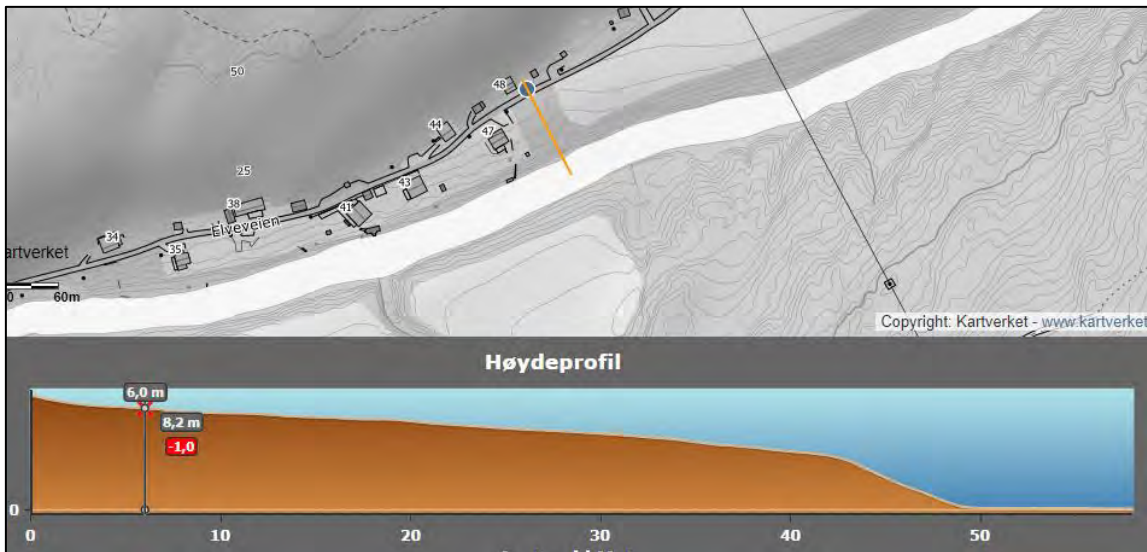 50
48
44
47
25
43
38
41
Elveveien
34
35
artverket
0 60m
Copyright: Kartverket - www.kartverket
Høydeprofil
6,0 m
8,2 m
-1,0
0
0 10 20 30 40 50